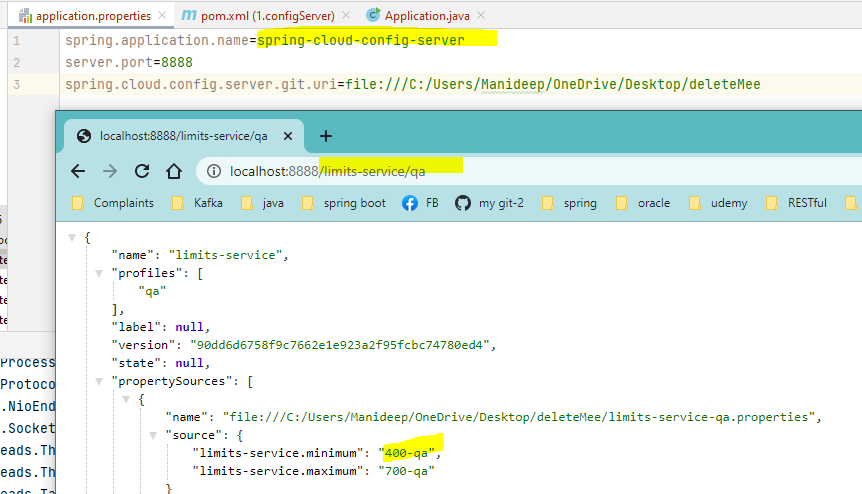 application.properties
pom.xml (1.configServer)
Application.java
1 spring.application.name=spring-cloud-config-server
2 server.port=8888
3 spring.cloud.config.server.git.uri=file:///C:/Users/Manideep/OneDrive/Desktop/deleteMee
localhost:8888/limits-service/qa
localhost:8888/limits-service/qa
Complaints Kafka java spring boot FB my git-2 spring oracle udemy RESTful
{
"name": "limits-service",
"profiles": [
"qa"
],
"label": null,
"version": "90dd6d6758f9c7662e1e923a2f95fcbc74780ed4",
"state": null,
"propertySources": [
{
"name": "file:///C:/Users/Manideep/OneDrive/Desktop/deleteMee/limits-service-qa.properties",
"source": {
"limits-service.minimum": "400-qa",
"limits-service.maximum": "700-qa"
}
Process
Protoco
.NioEnd
.Socket
eads.Th
eads.Th